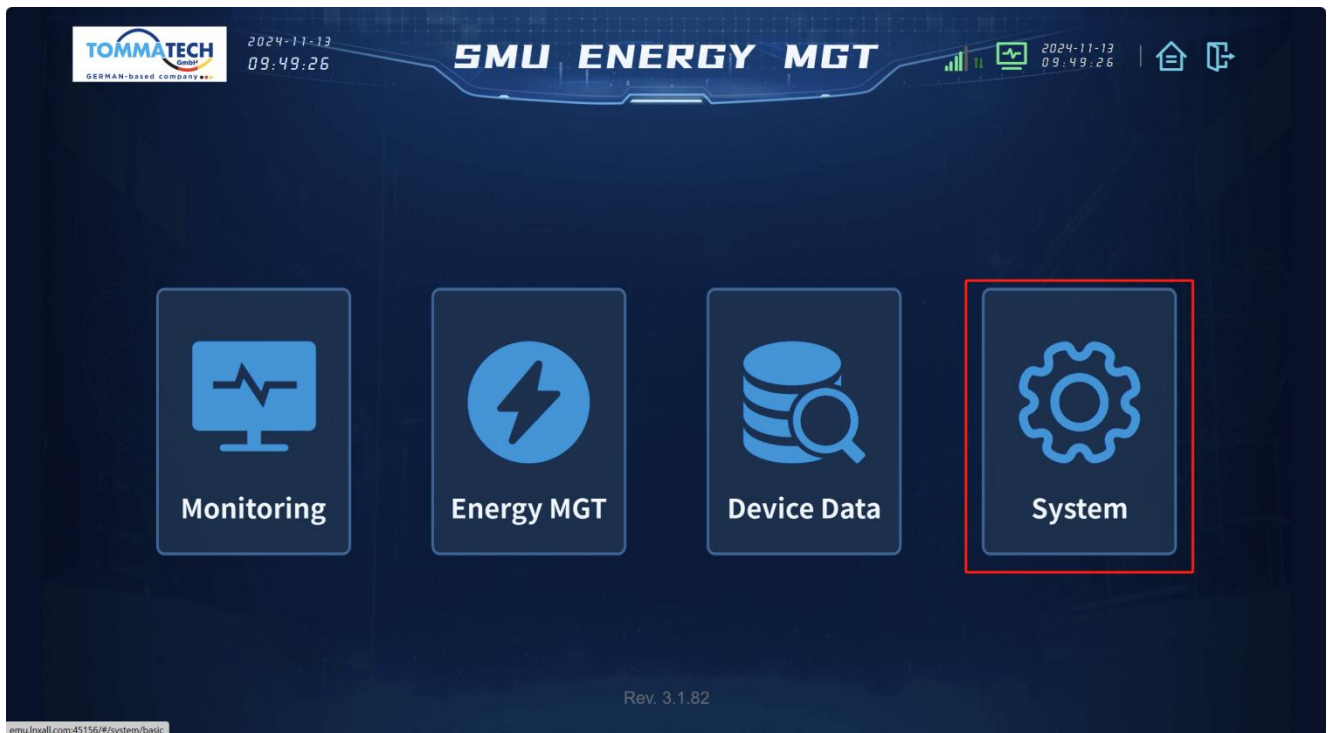 TOMMATECH
GmbH
GERMAN-based company
2024-11-13
09:49:26
SMU ENERGY MGT
2024-11-13
09:49:26
Monitoring
Energy MGT
Device Data
System
Rev. 3.1.82
emu.lnxall.com:45156/#/system/basic